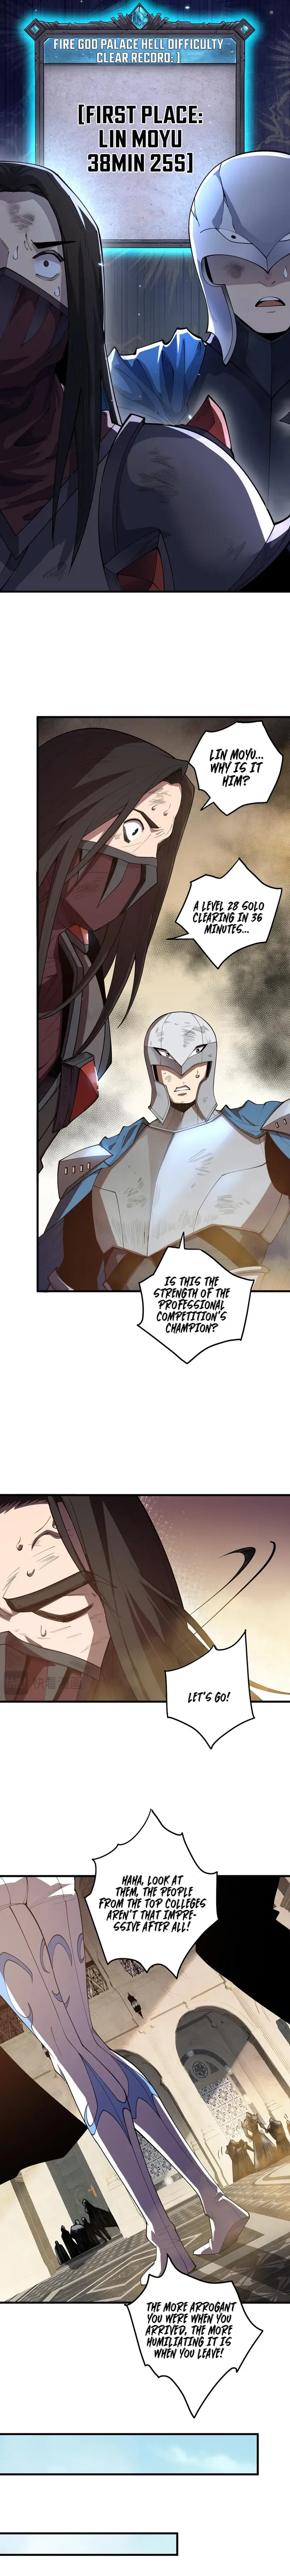 FIRE GOD PALACE HELL DIFFICULTY
CLEAR RECORD: ]
[FIRST PLACE:
LIN MOYU
38MIN 25S]
LIN MOYU...
WHY IS IT
HIM?
A LEVEL 28 SOLO
CLEARING IN 36
MINUTES...
IS THIS THE
STRENGTH OF THE
PROFESSIONAL
COMPETITION'S
CHAMPION?
LET'S GO!
HAHA, LOOK AT
THEM, THE PEOPLE
FROM THE TOP COLLEGES
AREN'T THAT IMPRE-
SSIVE AFTER ALL!
THE MORE ARROGANT
YOU WERE WHEN YOU
ARRIVED, THE MORE
HUMILIATING IT IS
WHEN YOU LEAVE!